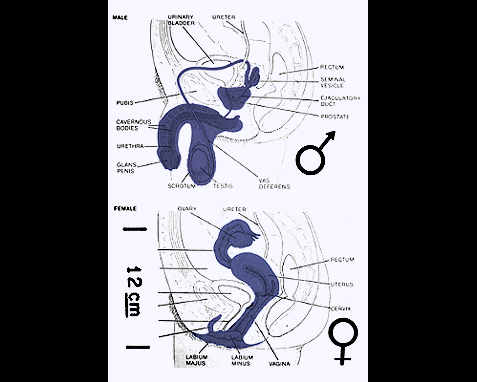 MALE
URINARY
BLADDER
URETER
RECTUM
SEMINAL
VESICLE
EJACULATORY
DUCT
PROSTATE
PUBIS
CAVERNOUS
BODIES
URETHRA
GLANS
PENIS
SCROTUM
TESTIS
VAS
DEFERENS
FEMALE
OVARY
URETER
RECTUM
UTERUS
CERVIX
12 cm
LABIUM
MAJUS
LABIUM
MINUS
VAGINA